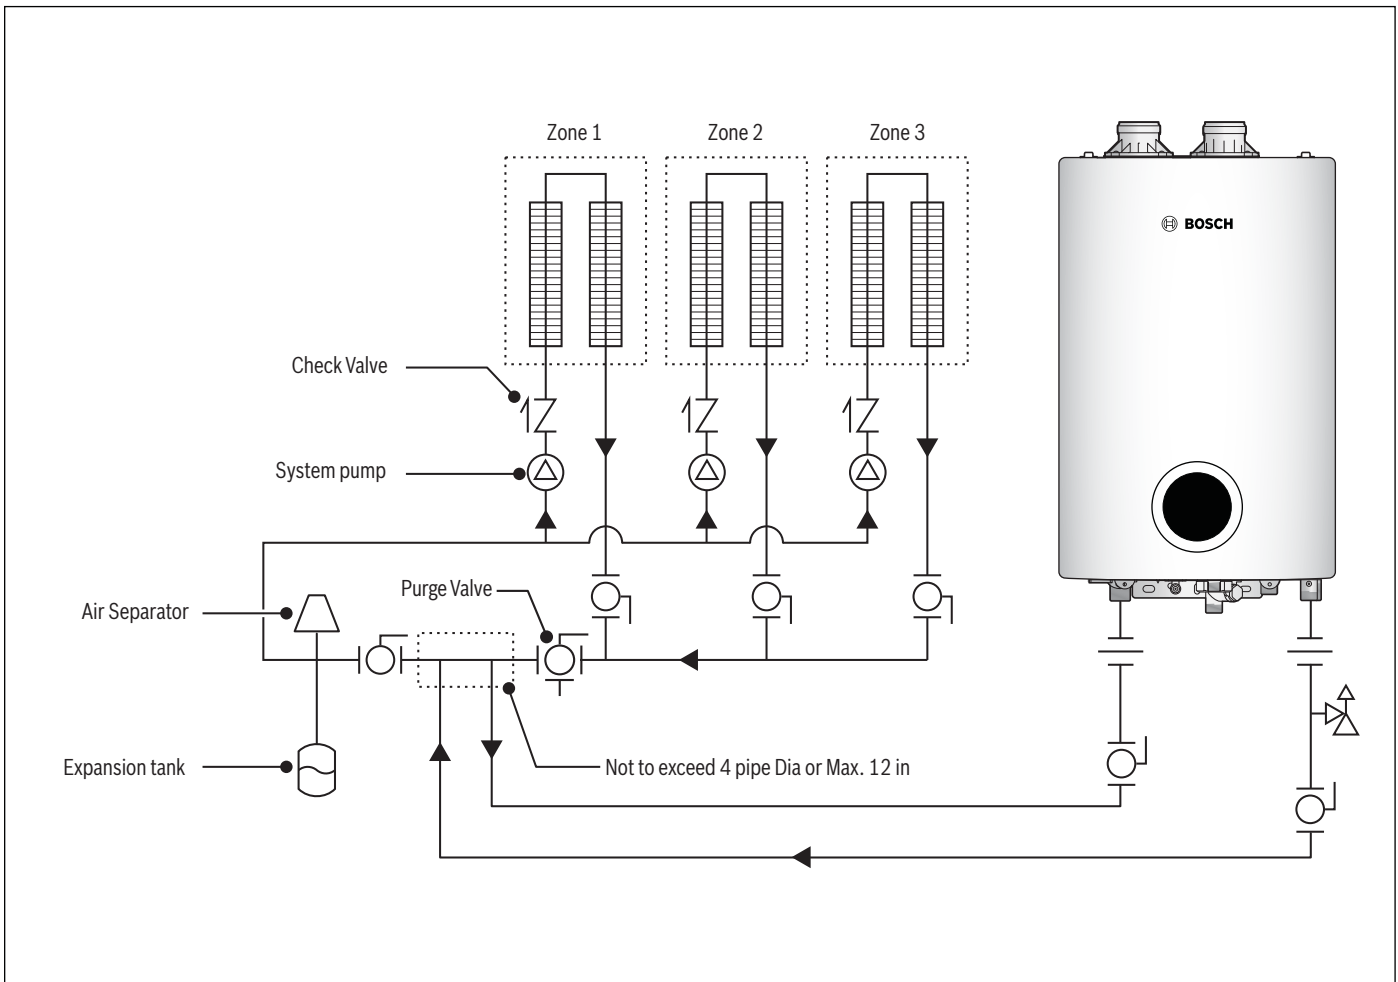 Zone 1
Zone 2
Zone 3
BOSCH
Check Valve
System pump
Purge Valve
Air Separator
Expansion tank
Not to exceed 4 pipe Dia or Max. 12 in